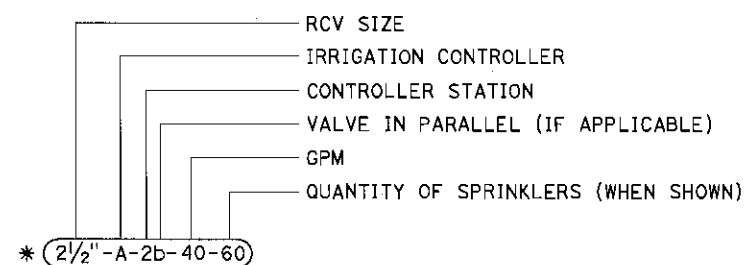 RCV SIZE
IRRIGATION CONTROLLER
CONTROLLER STATION
VALVE IN PARALLEL (IF APPLICABLE)
GPM
QUANTITY OF SPRINKLERS (WHEN SHOWN)
* 2½"-A-2b-40-60